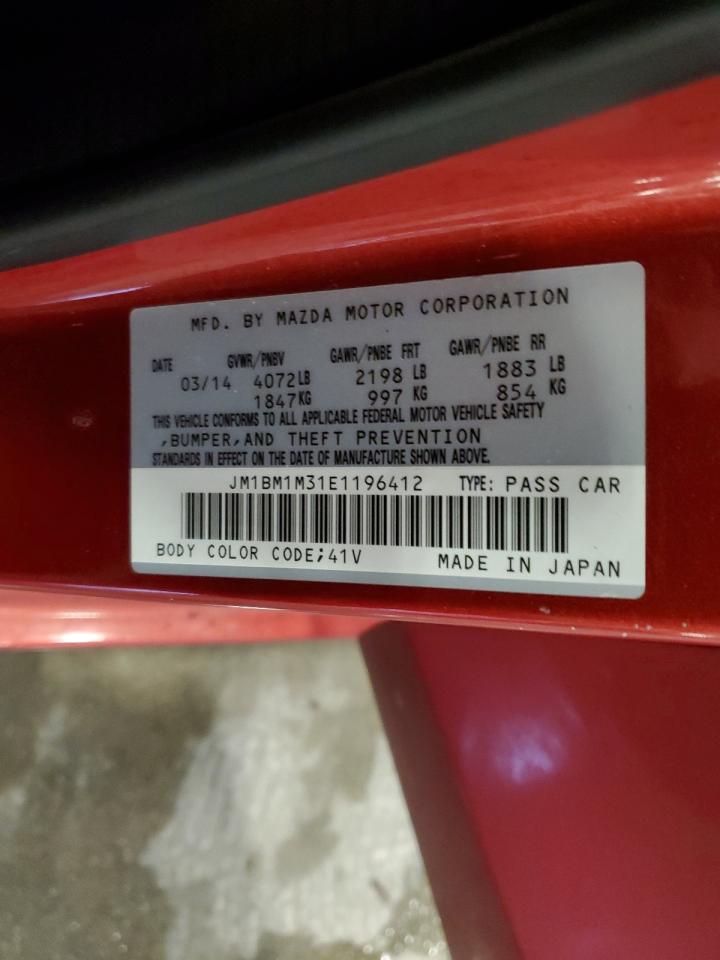 MFD. BY MAZDA MOTOR CORPORATION
DATE GVWR/PNBV GAWR/PNBE FRT GAWR/PNBE RR
03/14 4072LB 2198 LB 1883 LB
1847KG 997 KG 854 KG
THIS VEHICLE CONFORMS TO ALL APPLICABLE FEDERAL MOTOR VEHICLE SAFETY
,BUMPER,AND THEFT PREVENTION
STANDARDS IN EFFECT ON THE DATE OF MANUFACTURE SHOWN ABOVE.
JM1BM1M31E1196412 TYPE: PASS CAR
BODY COLOR CODE;41V MADE IN JAPAN